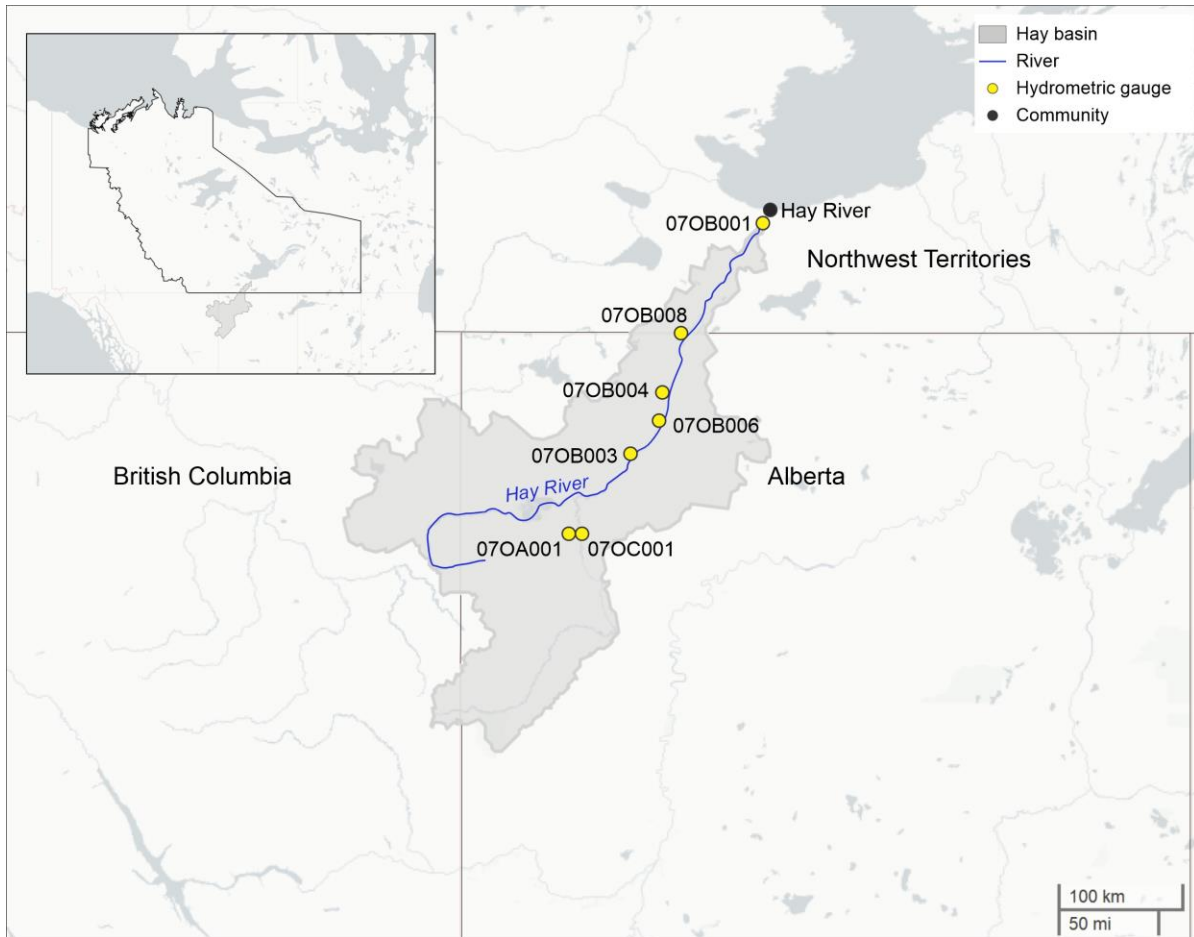 Hay basin
River
Hydrometric gauge
Community
Hay River
07OB001
Northwest Territories
07OB008
07OB004
07OB006
07OB003
British Columbia
Alberta
Hay River
07OA001
07OC001
100 km
50 mi